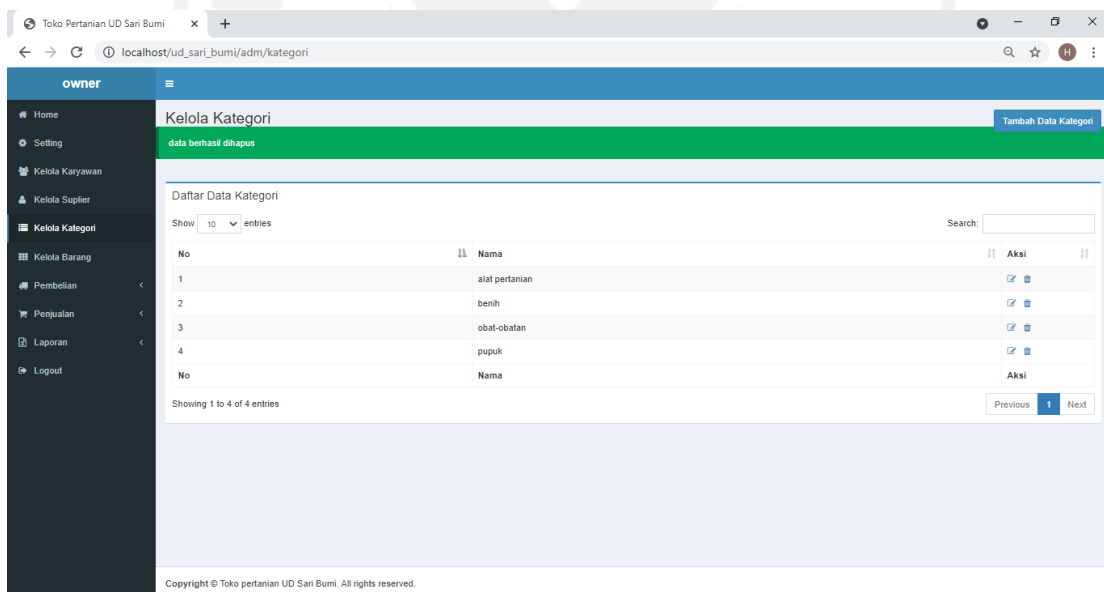 Toko Pertanian UD Sari Bumi
localhost/ud_sari_bumi/adm/kategori
H
owner
Home
Setting
Kelola Karyawan
Kelola Suplier
Kelola Kategori
Kelola Barang
Pembelian
Penjualan
Laporan
Logout
Kelola Kategori
Tambah Data Kategori
data berhasil dihapus
Daftar Data Kategori
Show 10 entries Search:
No Nama Aksi
1 alat pertanian
2 benih
3 obat-obatan
4 pupuk
No Nama Aksi
Showing 1 to 4 of 4 entries Previous 1 Next
Copyright © Toko pertanian UD Sari Bumi. All rights reserved.